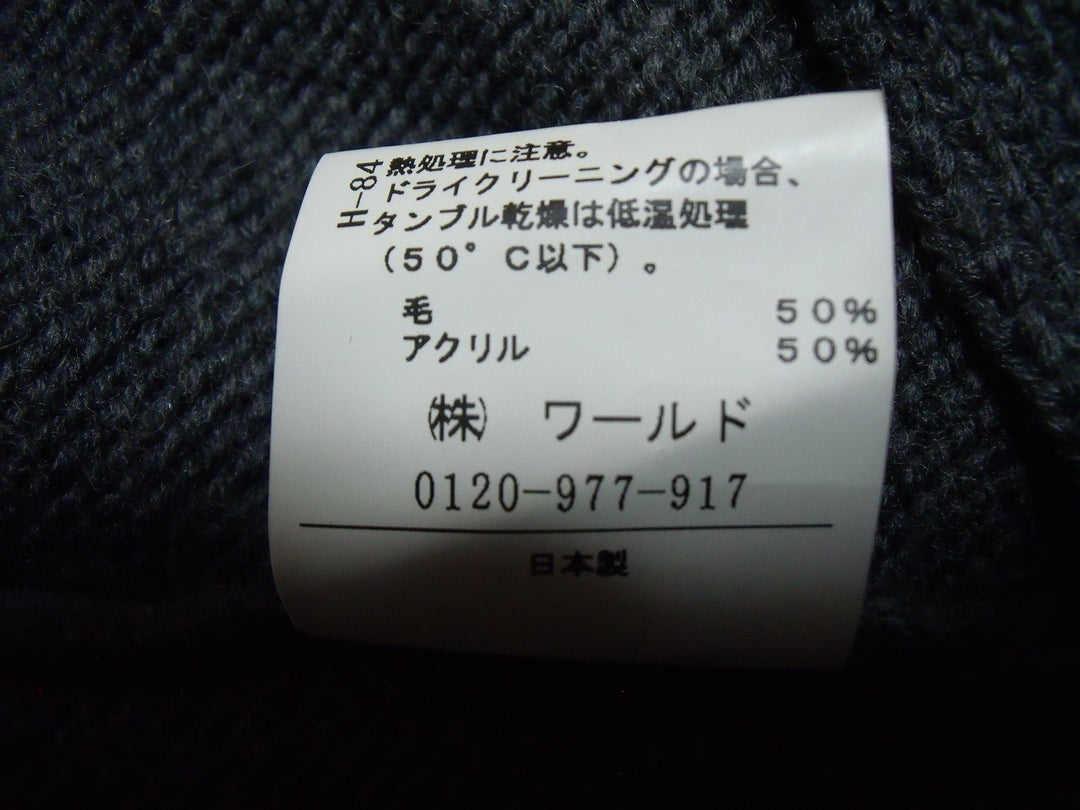 H-84
熱処理に注意。
ドライクリーニングの場合、
タンブル乾燥は低温処理
(50°C以下)。
毛 50%
アクリル 50%
㈱ ワールド
0120-977-917
日本製